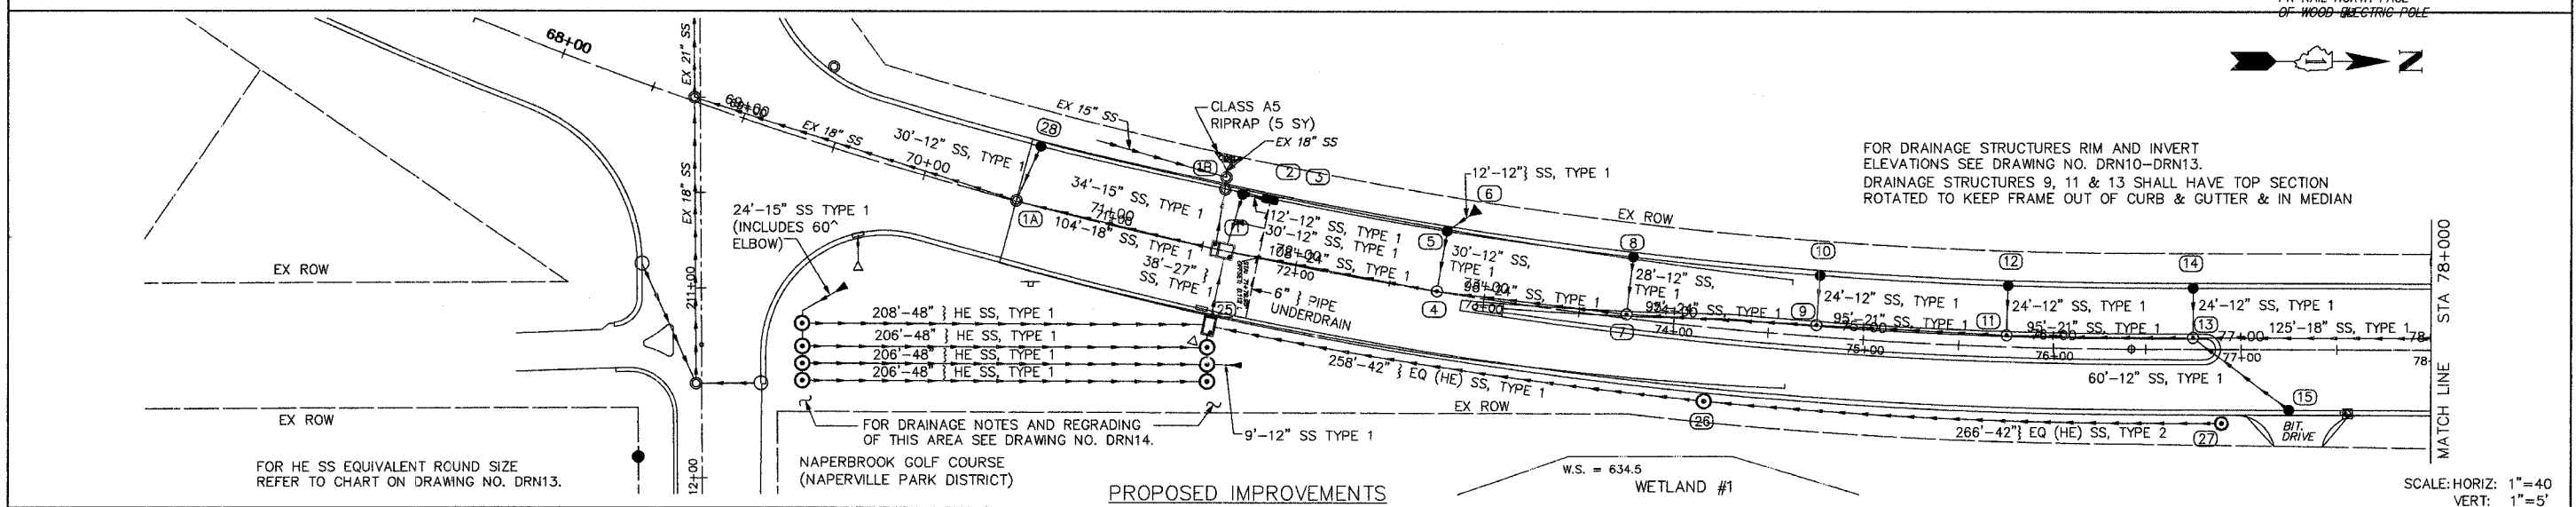 OF WOOD ELECTRIC POLE
N
68+00
EX 21" SS
69+00
EX 18" SS
30'-12" SS, TYPE 1
70+00
28
EX 15" SS
CLASS A5
RIPRAP (5 SY)
EX 18" SS
1B
2
3
12'-12"} SS, TYPE 1
6
EX ROW
FOR DRAINAGE STRUCTURES RIM AND INVERT
ELEVATIONS SEE DRAWING NO. DRN10-DRN13.
DRAINAGE STRUCTURES 9, 11 & 13 SHALL HAVE TOP SECTION
ROTATED TO KEEP FRAME OUT OF CURB & GUTTER & IN MEDIAN
EX 18" SS
211+00
12+00
24'-15" SS TYPE 1
(INCLUDES 60^
ELBOW)
1A
34'-15" SS, TYPE 1
71+00
104'-18" SS, TYPE 1
38'-27" }
SS, TYPE 1
1
12'-12" SS, TYPE 1
30'-12" SS, TYPE 1
72+00
6" } PIPE
UNDERDRAIN
25
5
30'-12" SS,
TYPE 1
4
8
28'-12" SS,
TYPE 1
7
74+00
10
24'-12" SS, TYPE 1
9
95'-21" SS, TYPE 1
75+00
12
24'-12" SS, TYPE 1
11
95'-21" SS, TYPE 1
76+00
14
24'-12" SS, TYPE 1
13
125'-18" SS, TYPE 1
77+00
77+00
78
78
60'-12" SS, TYPE 1
15
MATCH LINE STA 78+000
EX ROW
208'-48" } HE SS, TYPE 1
206'-48" } HE SS, TYPE 1
206'-48" } HE SS, TYPE 1
206'-48" } HE SS, TYPE 1
258'-42" } EQ (HE) SS, TYPE 1
EX ROW
26
266'-42"} EQ (HE) SS, TYPE 2
27
BIT.
DRIVE
EX ROW
FOR DRAINAGE NOTES AND REGRADING
OF THIS AREA SEE DRAWING NO. DRN14.
9'-12" SS TYPE 1
FOR HE SS EQUIVALENT ROUND SIZE
REFER TO CHART ON DRAWING NO. DRN13.
NAPERBROOK GOLF COURSE
(NAPERVILLE PARK DISTRICT)
PROPOSED IMPROVEMENTS
W.S. = 634.5
WETLAND #1
SCALE: HORIZ: 1"=40
VERT: 1"=5'